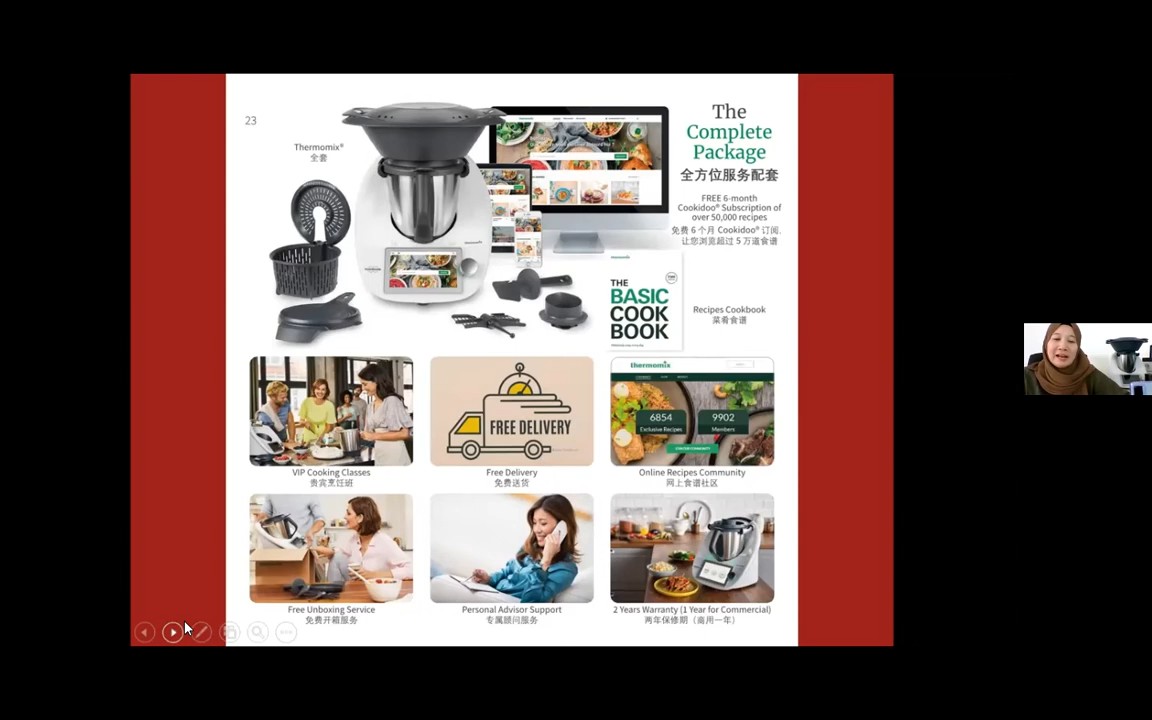 23
Thermomix®
全套
The
Complete
Package
全方位服务配套
FREE 6-month
Cookidoo® Subscription of
over 50,000 recipes
免费 6 个月 Cookidoo® 订阅,
让您浏览超过 5 万道食谱
THE
BASIC
COOK
BOOK
Recipes Cookbook
菜肴食谱
FREE DELIVERY
thermomix
6854
Exclusive Recipes
9902
Members
VIP Cooking Classes
贵宾烹饪班
Free Delivery
免费送货
Online Recipes Community
网上食谱社区
Free Unboxing Service
免费开箱服务
Personal Advisor Support
专属顾问服务
2 Years Warranty (1 Year for Commercial)
两年保修期（商用一年）